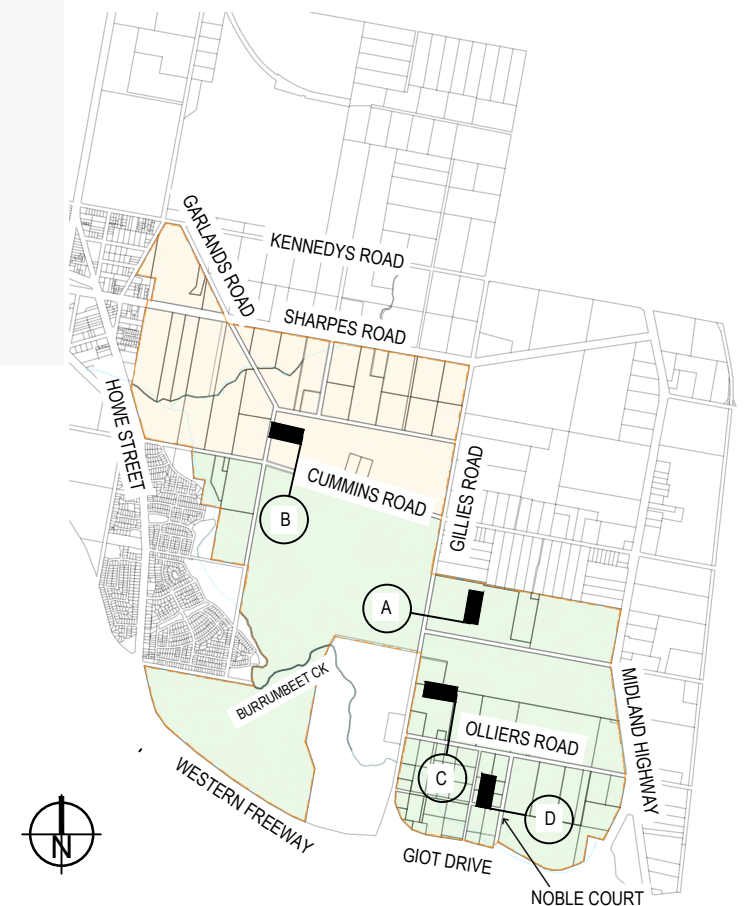 GARLANDS ROAD
KENNEDYS ROAD
SHARPES ROAD
HOWE STREET
CUMMINS ROAD
GILLIES ROAD
B
A
BURRUMBEET CK
MIDLAND HIGHWAY
OLLIERS ROAD
WESTERN FREEWAY
C
D
N
GIOT DRIVE
NOBLE COURT